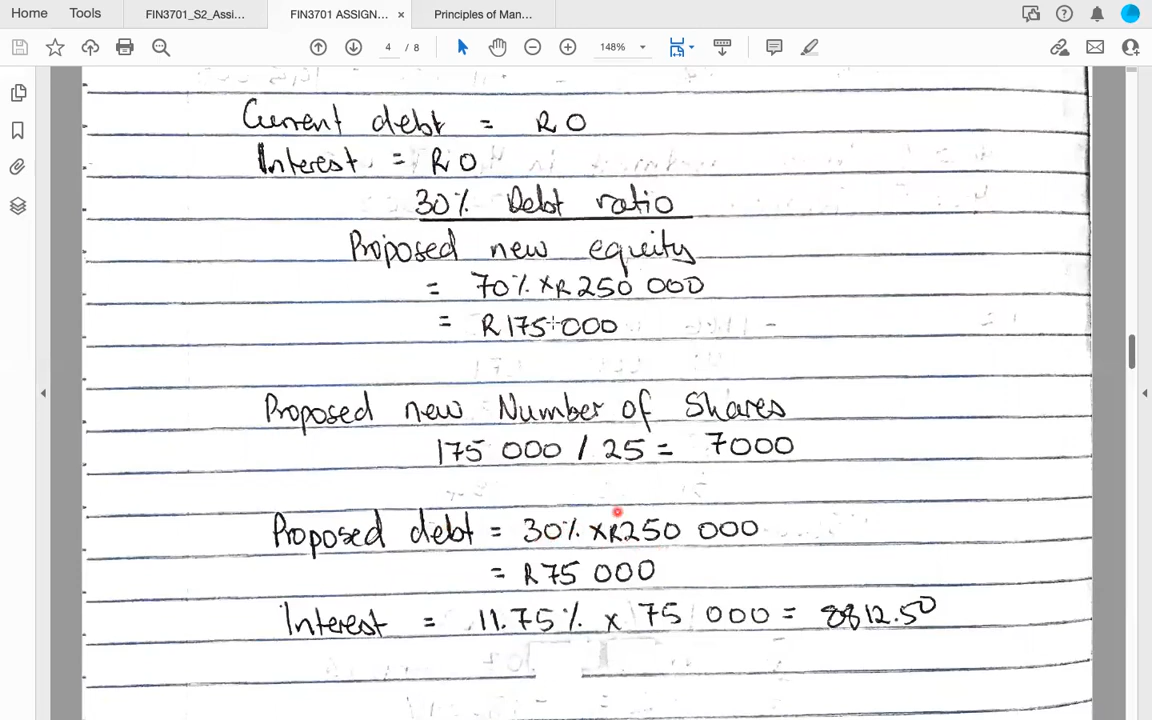 Home Tools FIN3701_S2_Assi... FIN3701 ASSIGN... × Principles of Man...
4 / 8 148%
Current debt = R 0
Interest. = R 0
30% Debt ratio
Proposed new equity
= 70% × R 250 000
= R 175 000
Proposed new Number of Shares
175 000 / 25 = 7000
Proposed debt = 30% × R250 000
= R75 000
Interest = 11.75% × 75 000 = 8812.50